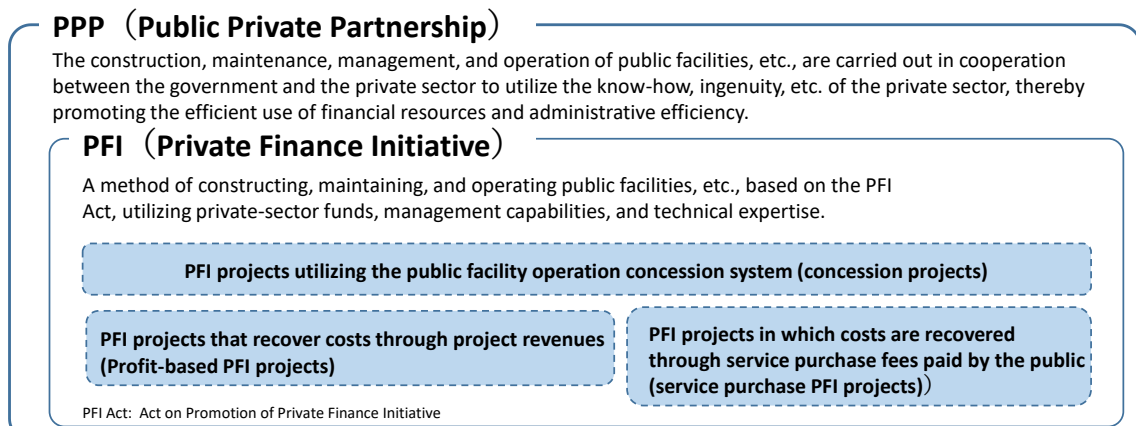 PPP（Public Private Partnership）
The construction, maintenance, management, and operation of public facilities, etc., are carried out in cooperation
between the government and the private sector to utilize the know-how, ingenuity, etc. of the private sector, thereby
promoting the efficient use of financial resources and administrative efficiency.
PFI（Private Finance Initiative）
A method of constructing, maintaining, and operating public facilities, etc., based on the PFI
Act, utilizing private-sector funds, management capabilities, and technical expertise.
PFI projects utilizing the public facility operation concession system (concession projects)
PFI projects that recover costs through project revenues
(Profit-based PFI projects)
PFI projects in which costs are recovered
through service purchase fees paid by the public
(service purchase PFI projects)）
PFI Act: Act on Promotion of Private Finance Initiative